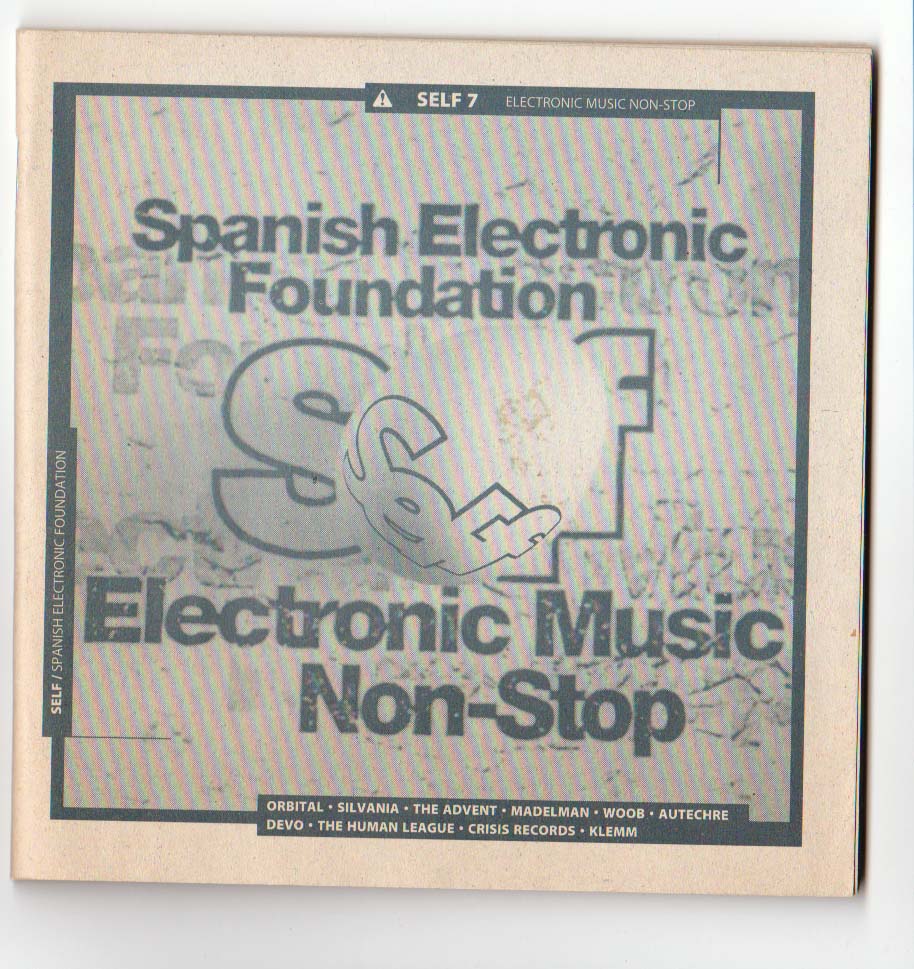 SELF 7 ELECTRONIC MUSIC NON-STOP
Spanish Electronic
Foundation
Self
Electronic Music
Non-Stop
SELF / SPANISH ELECTRONIC FOUNDATION
ORBITAL • SILVANIA • THE ADVENT • MADELMAN • WOOB • AUTECHRE
DEVO • THE HUMAN LEAGUE • CRISIS RECORDS • KLEMM